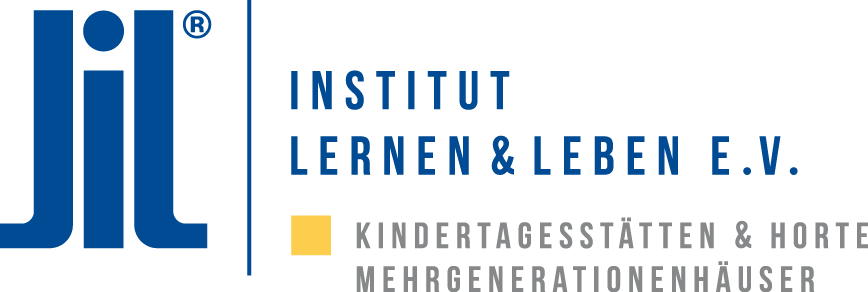 JiL®
INSTITUT
LERNEN & LEBEN E.V.
KINDERTAGESSTÄTTEN & HORTE
MEHRGENERATIONENHÄUSER